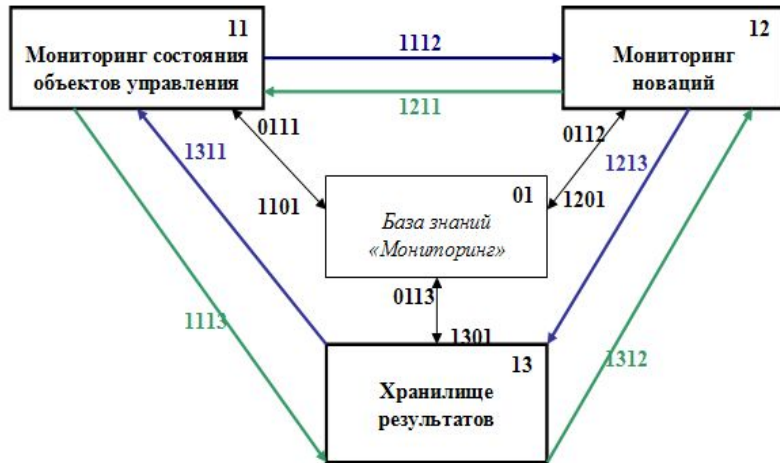 11
Мониторинг состояния
объектов управления
1112
12
Мониторинг
новаций
1211
0111
0112
1311
1213
1101
01
1201
База знаний
«Мониторинг»
0113
1113
1301
1312
13
Хранилище
результатов